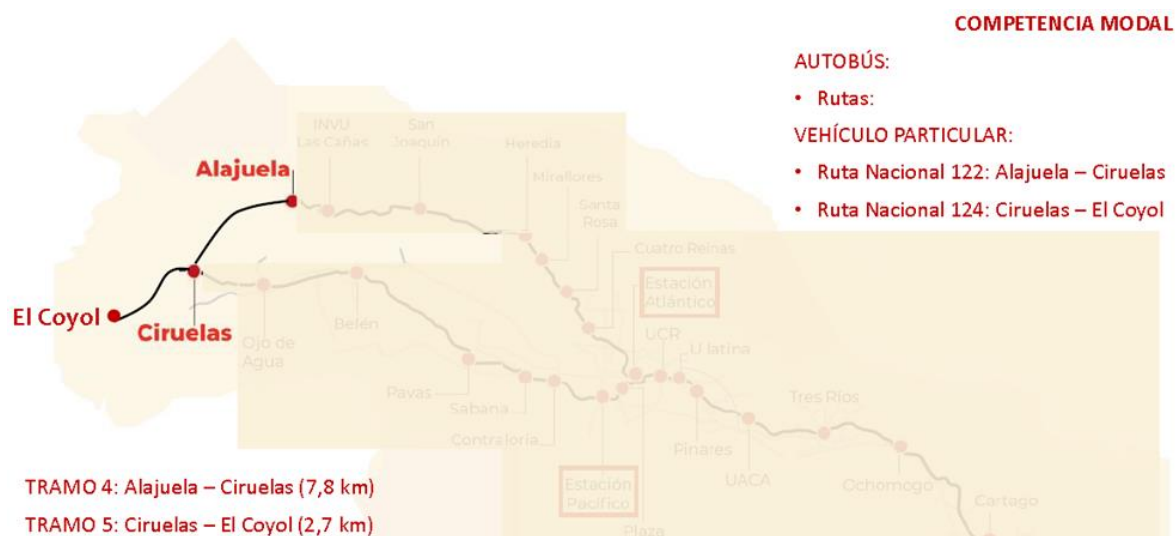 COMPETENCIA MODAL
AUTOBÚS:
• Rutas:
VEHÍCULO PARTICULAR:
• Ruta Nacional 122: Alajuela – Ciruelas
• Ruta Nacional 124: Ciruelas – El Coyol
INVU
Las Cañas
San
Joaquín
Heredia
Alajuela
Miraflores
Santa
Rosa
Cuatro Reinas
Estación
Atlántico
El Coyol
Ciruelas
Ojo de
Agua
Belén
UCR
U latina
Pavas
Sabana
Contraloría
Tres Ríos
Pinares
UACA
Ochomogo
Estación
Pacífico
Cartago
Plaza
TRAMO 4: Alajuela – Ciruelas (7,8 km)
TRAMO 5: Ciruelas – El Coyol (2,7 km)